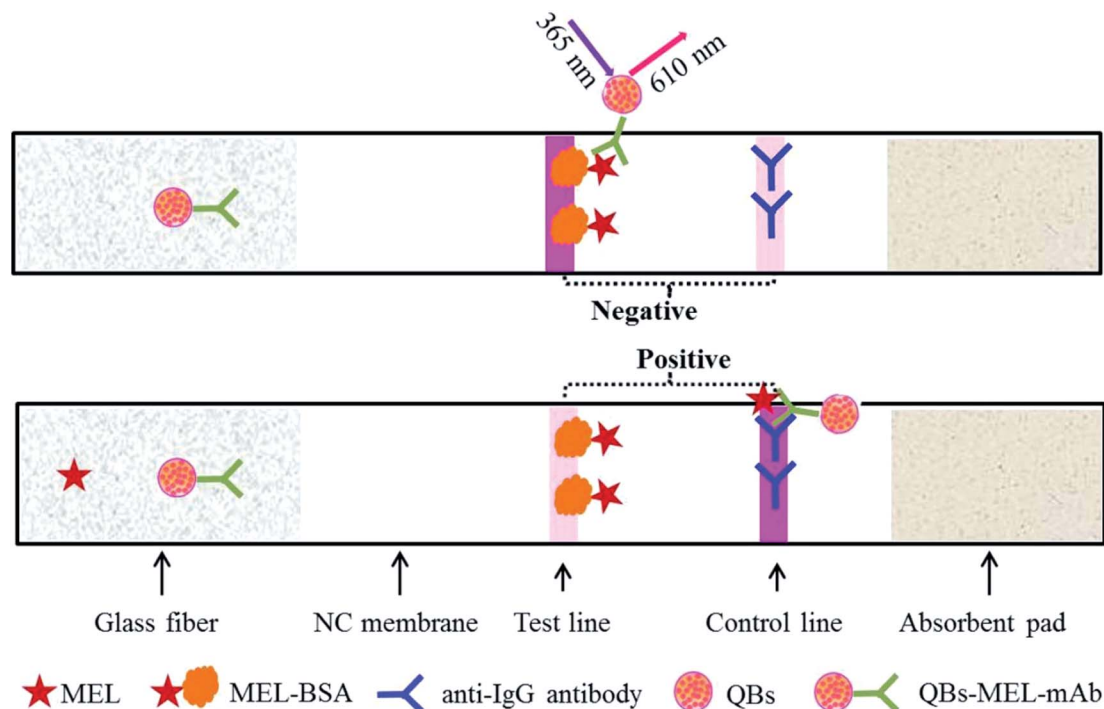 365 nm
610 nm
Negative
Positive
Glass fiber
NC membrane
Test line
Control line
Absorbent pad
MEL
MEL-BSA
anti-IgG antibody
QBs
QBs-MEL-mAb